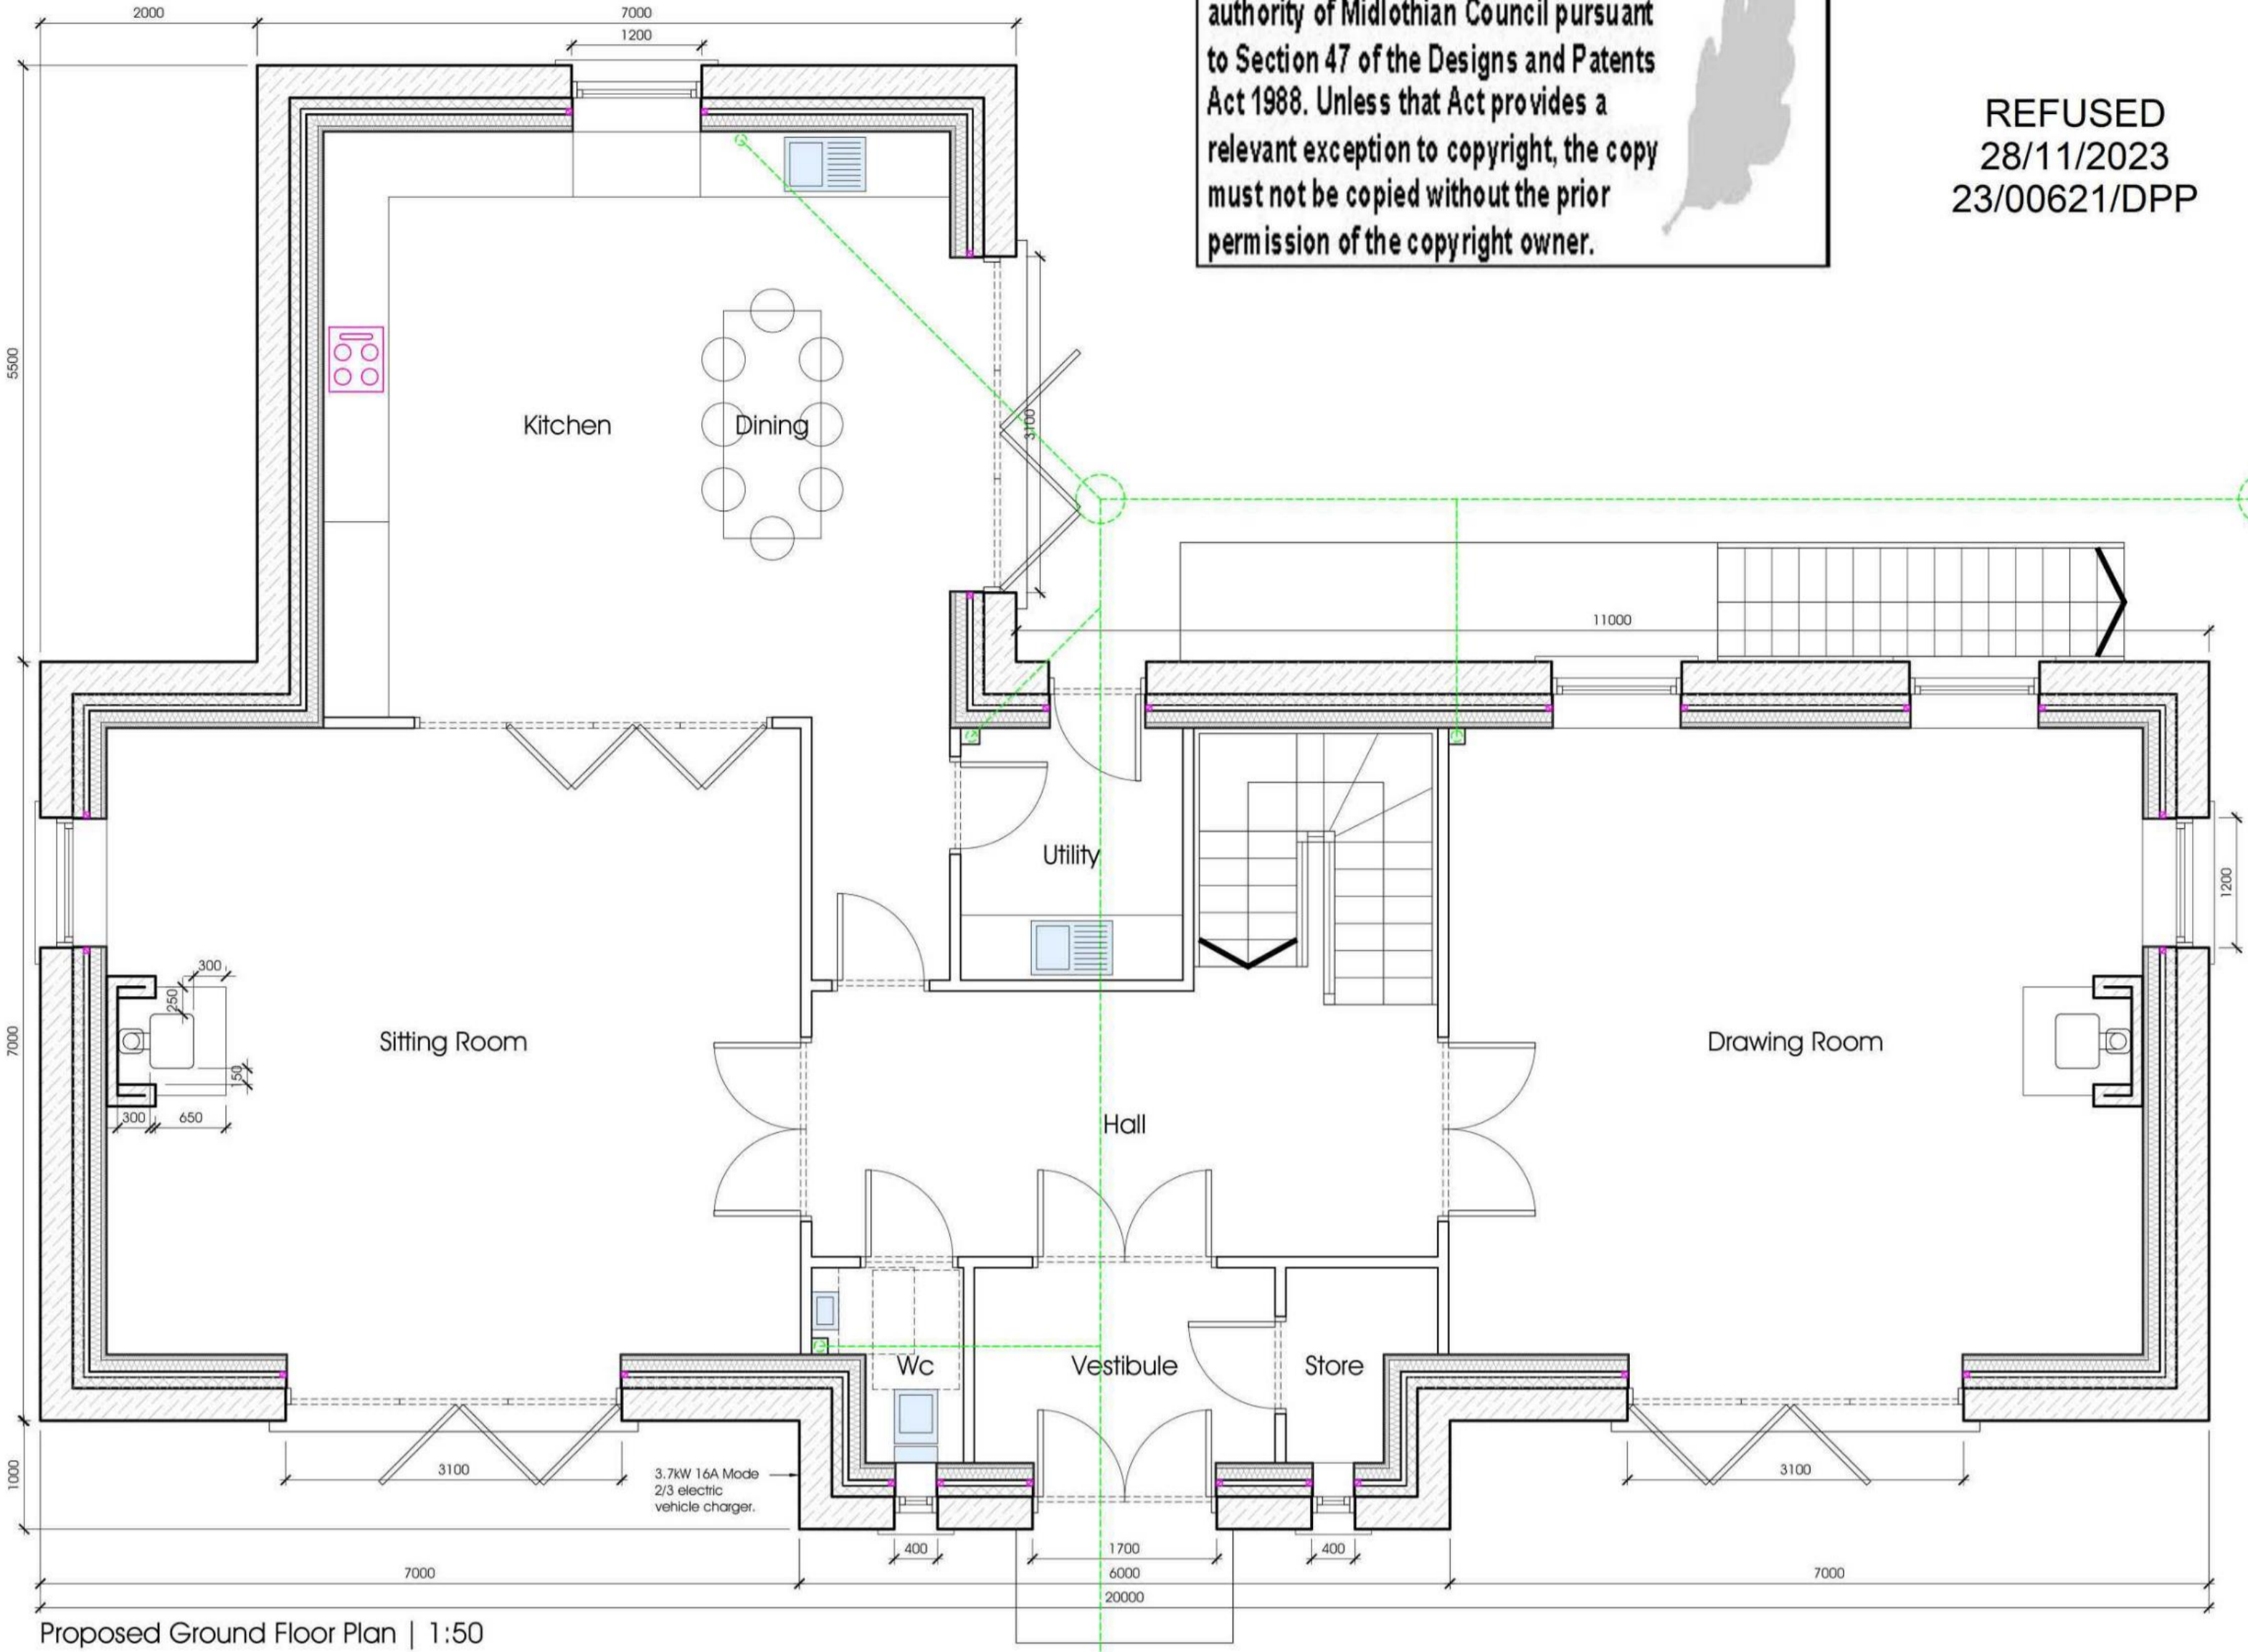 2000
7000
1200
authority of Midlothian Council pursuant
to Section 47 of the Designs and Patents
Act 1988. Unless that Act provides a
relevant exception to copyright, the copy
must not be copied without the prior
permission of the copyright owner.
REFUSED
28/11/2023
23/00621/DPP
5500
Kitchen
Dining
3100
11000
Utility
1200
300
250
7000
Sitting Room
Drawing Room
150
300
650
Hall
Wc
Vestibule
Store
1000
3100
3.7kW 16A Mode
2/3 electric
vehicle charger.
3100
400
1700
400
7000
6000
7000
20000
Proposed Ground Floor Plan | 1:50